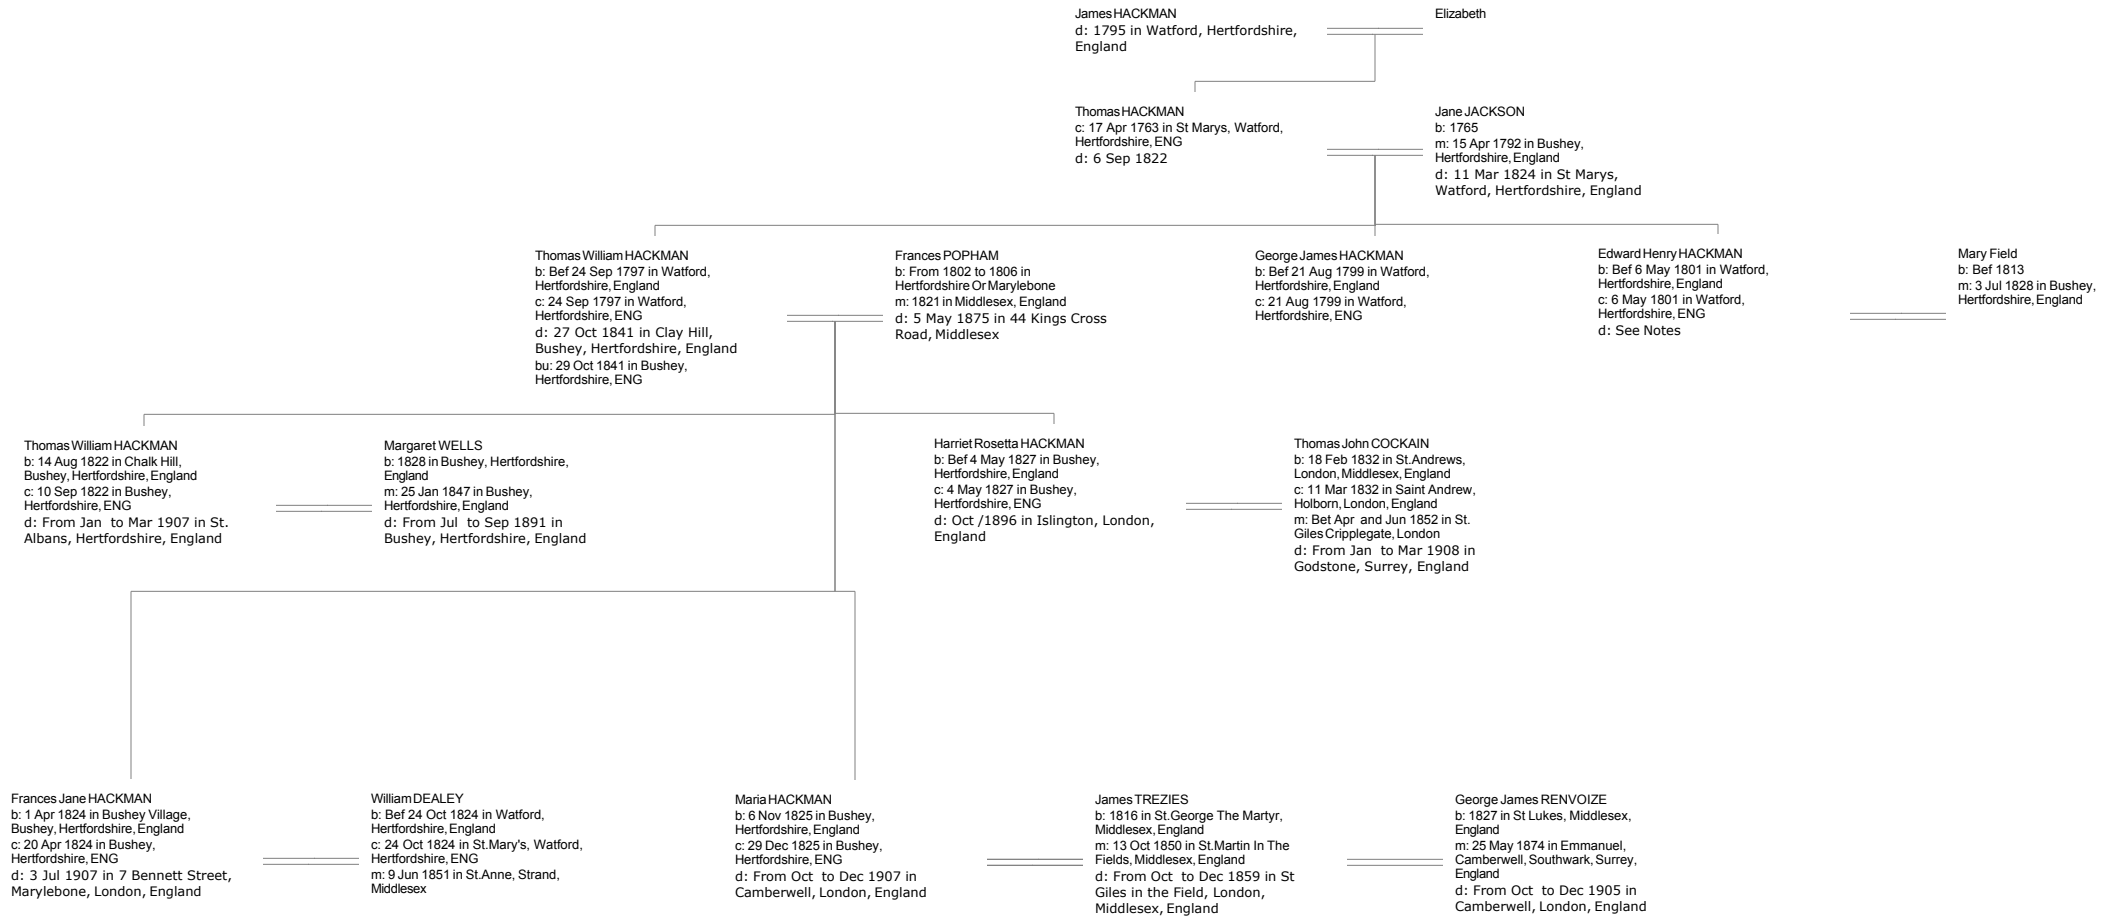 James HACKMAN
d: 1795 in Watford, Hertfordshire,
England
Elizabeth
Thomas HACKMAN
c: 17 Apr 1763 in St Marys, Watford,
Hertfordshire, ENG
d: 6 Sep 1822
Jane JACKSON
b: 1765
m: 15 Apr 1792 in Bushey,
Hertfordshire, England
d: 11 Mar 1824 in St Marys,
Watford, Hertfordshire, England
Thomas William HACKMAN
b: Bef 24 Sep 1797 in Watford,
Hertfordshire, England
c: 24 Sep 1797 in Watford,
Hertfordshire, ENG
d: 27 Oct 1841 in Clay Hill,
Bushey, Hertfordshire, England
bu: 29 Oct 1841 in Bushey,
Hertfordshire, ENG
Frances POPHAM
b: From 1802 to 1806 in
Hertfordshire Or Marylebone
m: 1821 in Middlesex, England
d: 5 May 1875 in 44 Kings Cross
Road, Middlesex
George James HACKMAN
b: Bef 21 Aug 1799 in Watford,
Hertfordshire, England
c: 21 Aug 1799 in Watford,
Hertfordshire, ENG
Edward Henry HACKMAN
b: Bef 6 May 1801 in Watford,
Hertfordshire, England
c: 6 May 1801 in Watford,
Hertfordshire, ENG
d: See Notes
Mary Field
b: Bef 1813
m: 3 Jul 1828 in Bushey,
Hertfordshire, England
Thomas William HACKMAN
b: 14 Aug 1822 in Chalk Hill,
Bushey, Hertfordshire, England
c: 10 Sep 1822 in Bushey,
Hertfordshire, ENG
d: From Jan to Mar 1907 in St.
Albans, Hertfordshire, England
Margaret WELLS
b: 1828 in Bushey, Hertfordshire,
England
m: 25 Jan 1847 in Bushey,
Hertfordshire, England
d: From Jul to Sep 1891 in
Bushey, Hertfordshire, England
Harriet Rosetta HACKMAN
b: Bef 4 May 1827 in Bushey,
Hertfordshire, England
c: 4 May 1827 in Bushey,
Hertfordshire, ENG
d: Oct /1896 in Islington, London,
England
Thomas John COCKAIN
b: 18 Feb 1832 in St.Andrews,
London, Middlesex, England
c: 11 Mar 1832 in Saint Andrew,
Holborn, London, England
m: Bet Apr and Jun 1852 in St.
Giles Cripplegate, London
d: From Jan to Mar 1908 in
Godstone, Surrey, England
Frances Jane HACKMAN
b: 1 Apr 1824 in Bushey Village,
Bushey, Hertfordshire, England
c: 20 Apr 1824 in Bushey,
Hertfordshire, ENG
d: 3 Jul 1907 in 7 Bennett Street,
Marylebone, London, England
William DEALEY
b: Bef 24 Oct 1824 in Watford,
Hertfordshire, England
c: 24 Oct 1824 in St.Mary's, Watford,
Hertfordshire, ENG
m: 9 Jun 1851 in St.Anne, Strand,
Middlesex
Maria HACKMAN
b: 6 Nov 1825 in Bushey,
Hertfordshire, England
c: 29 Dec 1825 in Bushey,
Hertfordshire, ENG
d: From Oct to Dec 1907 in
Camberwell, London, England
James TREZIES
b: 1816 in St.George The Martyr,
Middlesex, England
m: 13 Oct 1850 in St.Martin In The
Fields, Middlesex, England
d: From Oct to Dec 1859 in St
Giles in the Field, London,
Middlesex, England
George James RENVOIZE
b: 1827 in St Lukes, Middlesex,
England
m: 25 May 1874 in Emmanuel,
Camberwell, Southwark, Surrey,
England
d: From Oct to Dec 1905 in
Camberwell, London, England